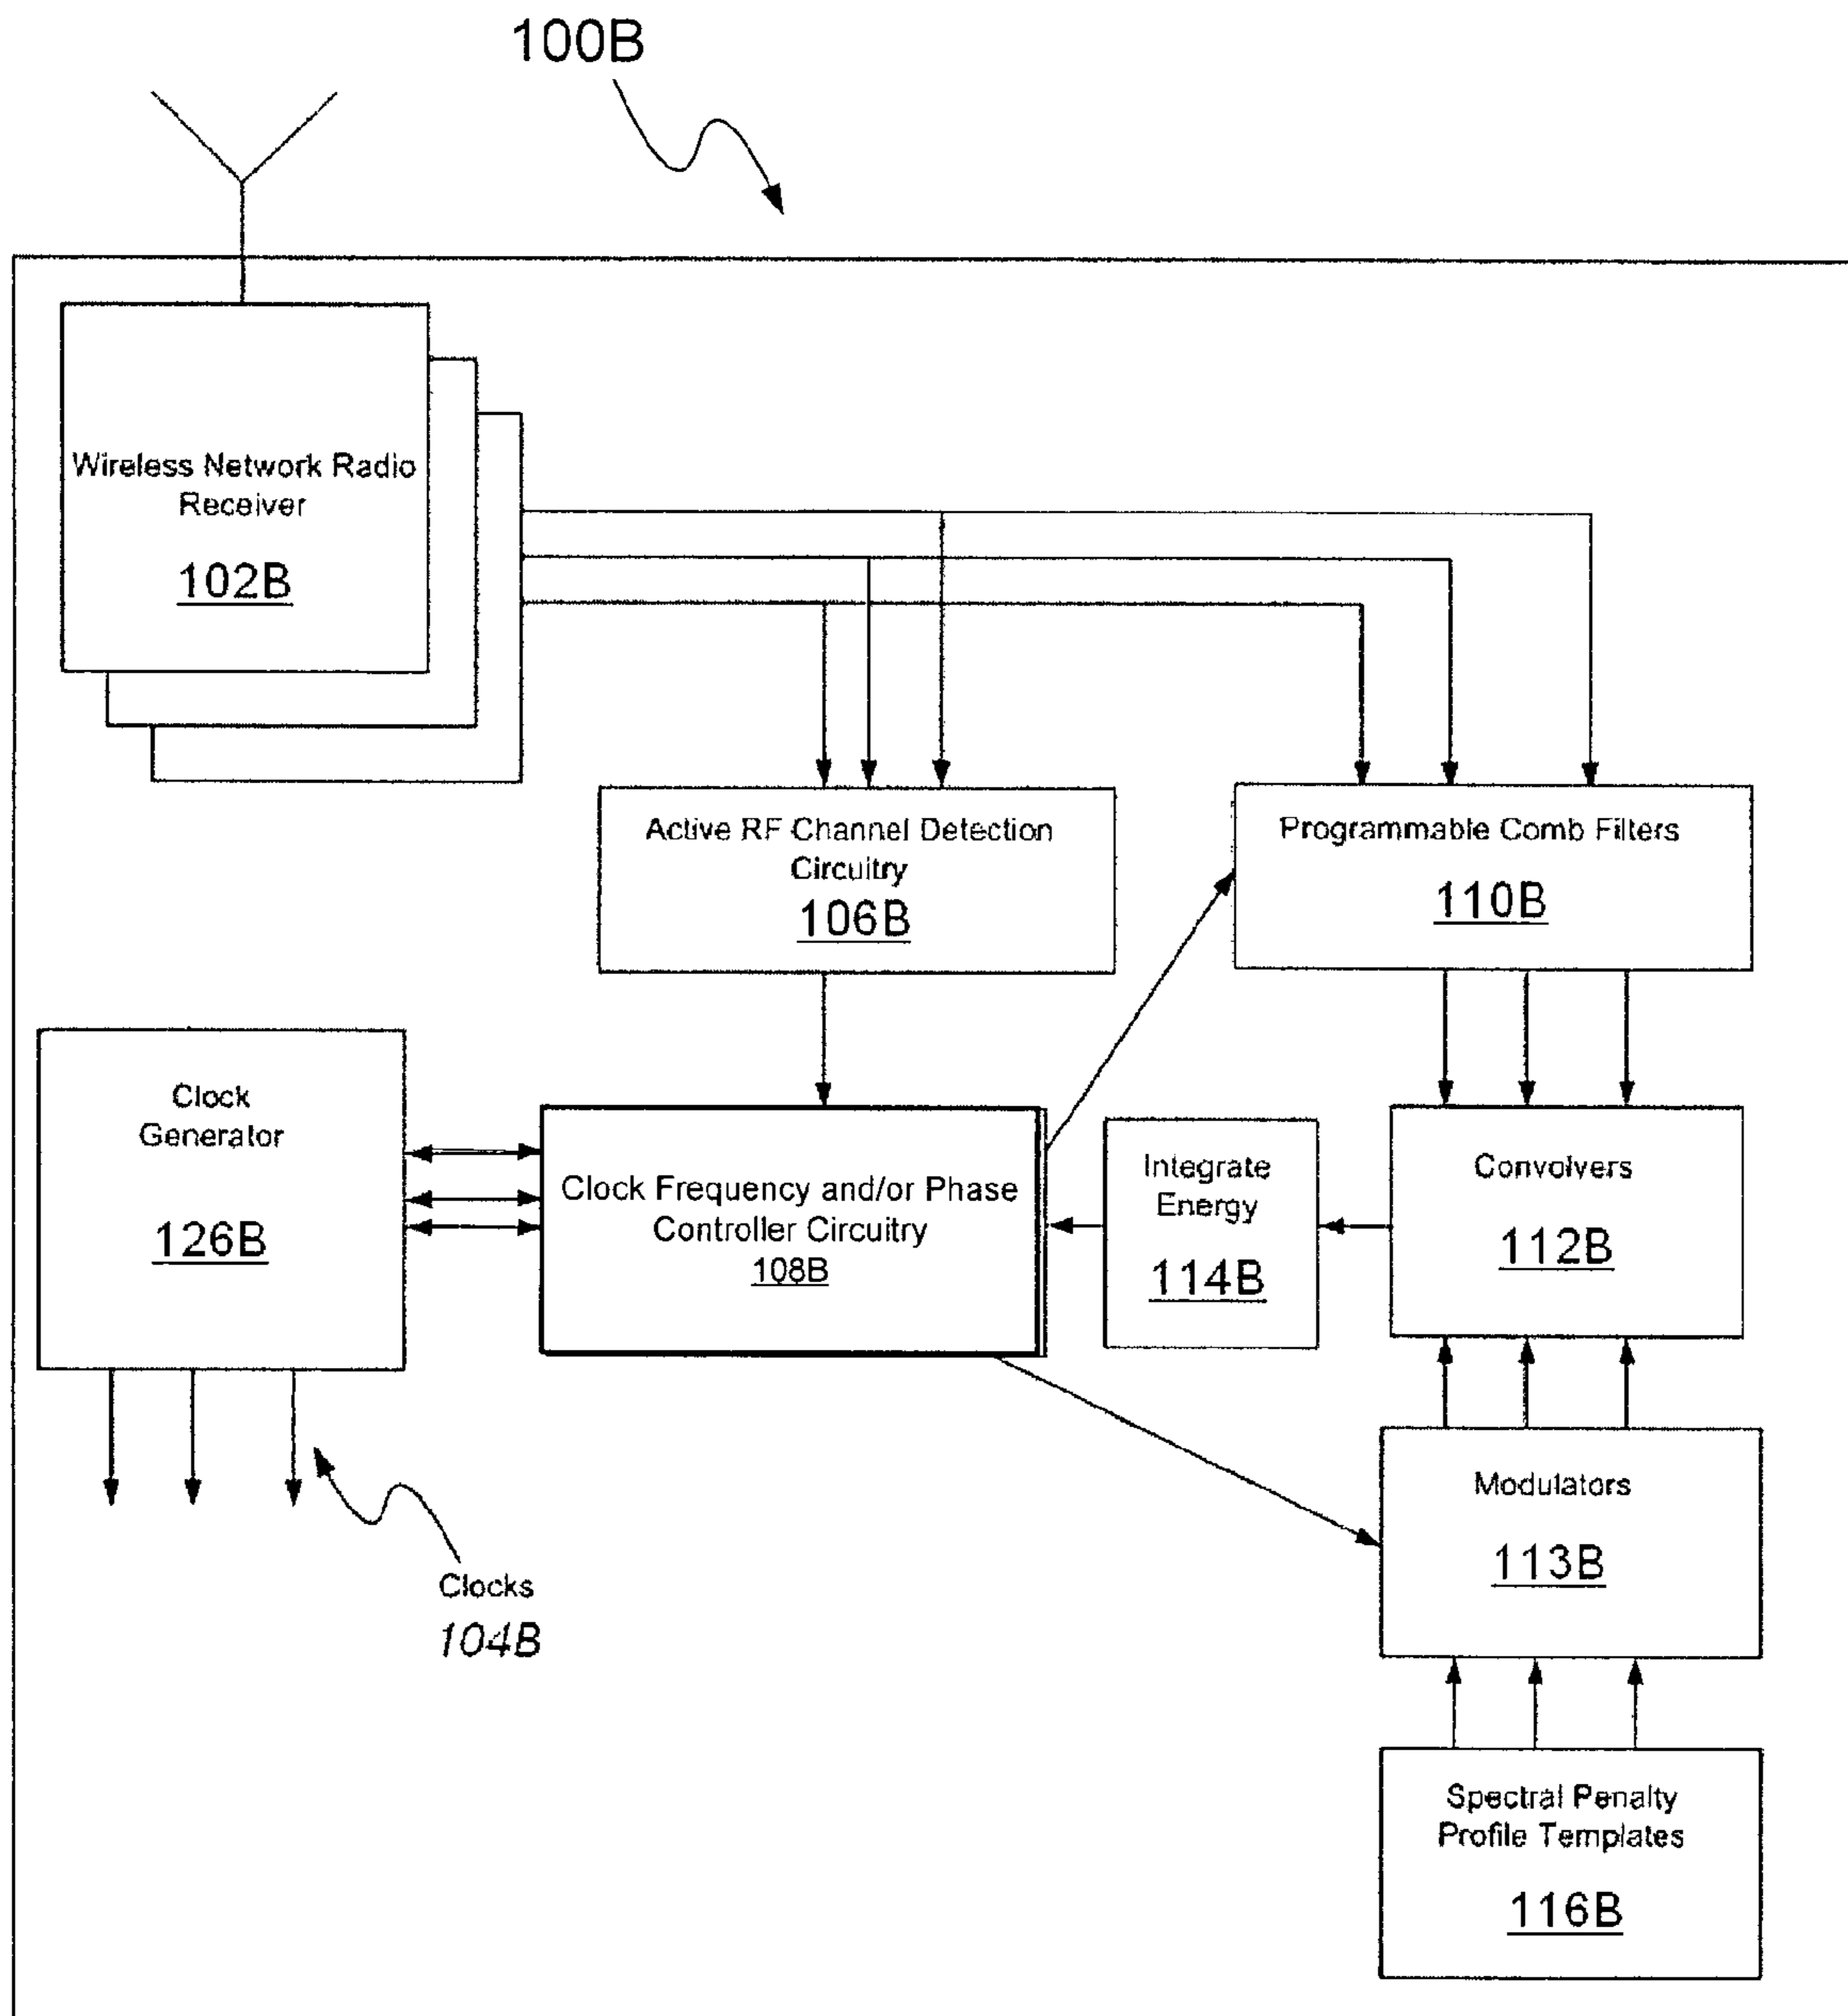 100B
Wireless Network Radio
Receiver
102B
Active RF Channel Detection
Circuitry
106B
Programmable Comb Filters
110B
Clock
Generator
126B
Clock Frequency and/or Phase
Controller Circuitry
108B
Integrate
Energy
114B
Convolvers
112B
Clocks
104B
Modulators
113B
Spectral Penalty
Profile Templates
116B